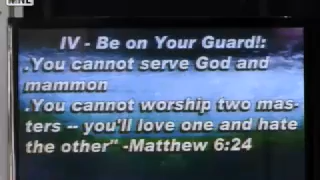 MNL
IV - Be on Your Guard!:
.You cannot serve God and
mammon
.You cannot worship two mas-
ters -- you'll love one and hate
the other" -Matthew 6:24